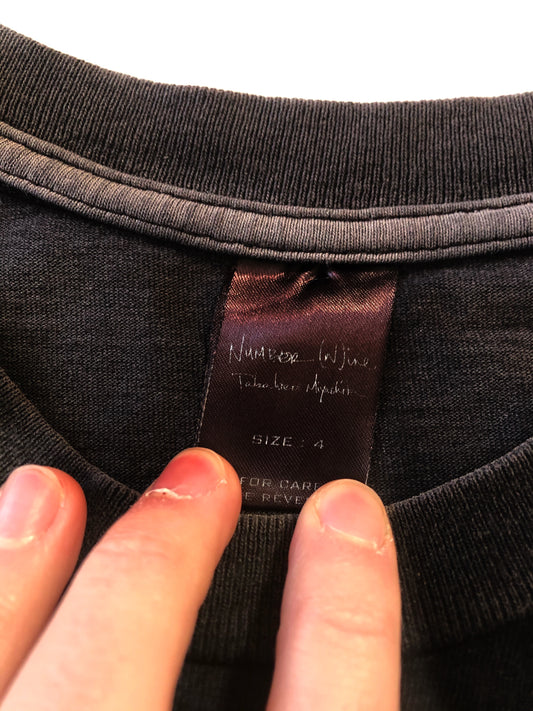 NUMBER (N)ine
Takahiro Miyashita
SIZE : 4
FOR CARE
REVE